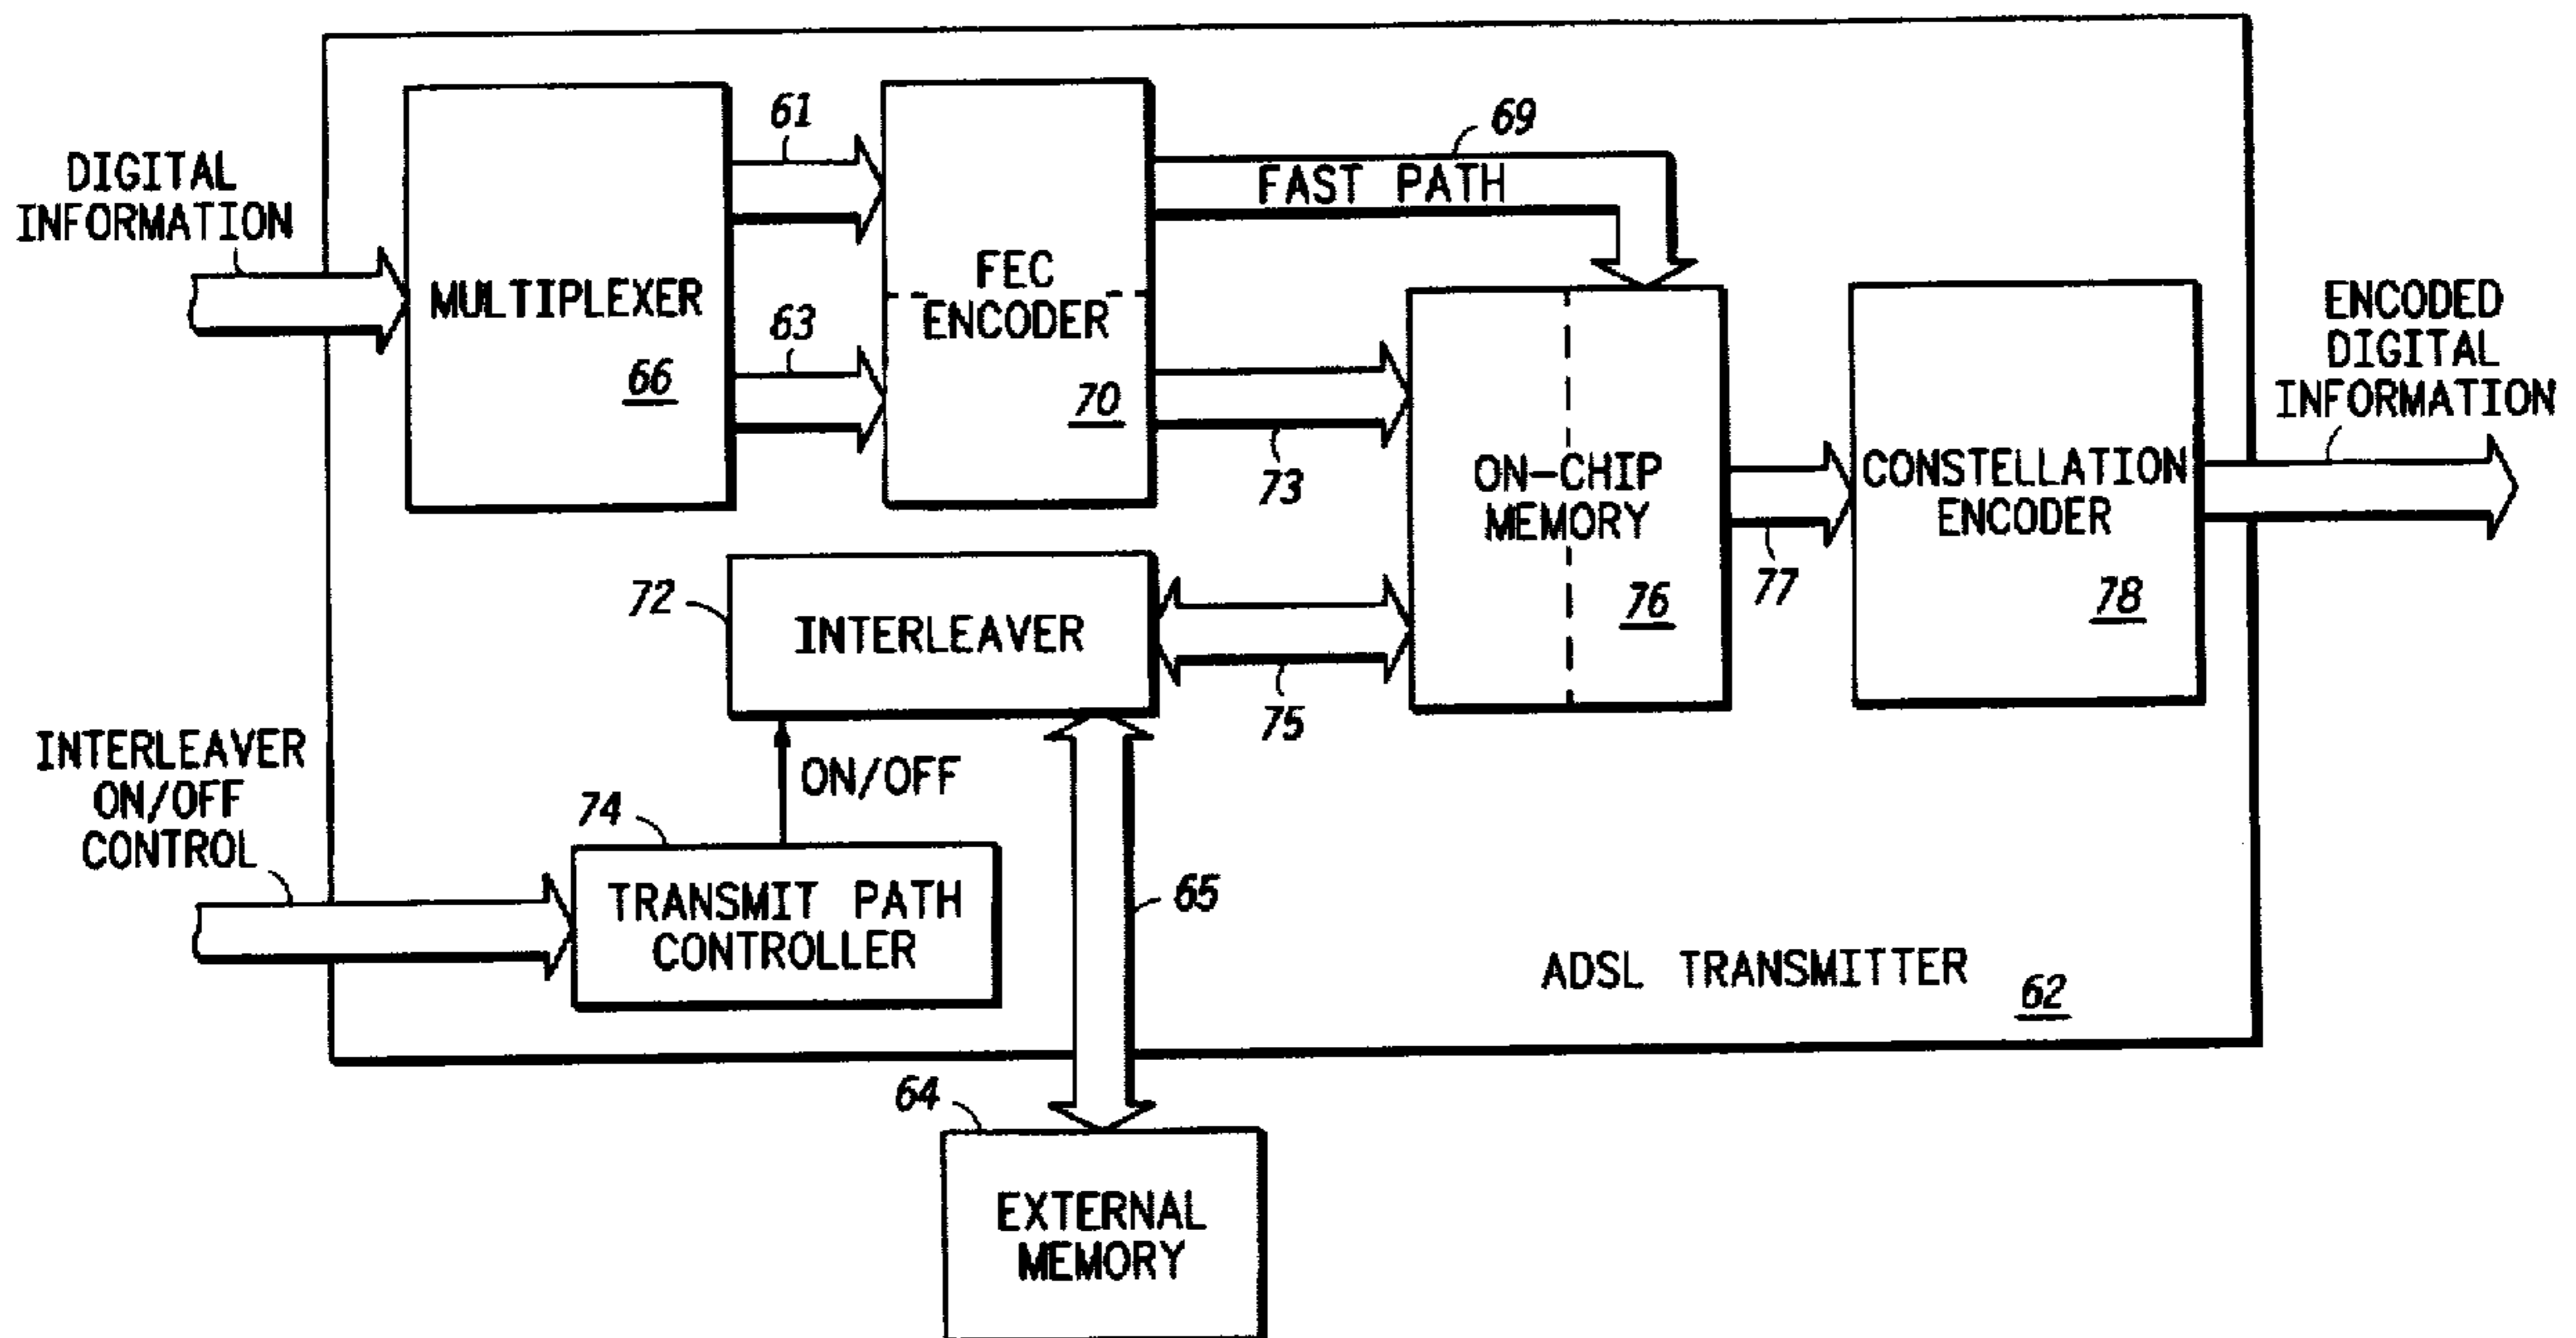 DIGITAL
INFORMATION
MULTIPLEXER
66
61
63
FEC
ENCODER
70
69
FAST PATH
73
ON-CHIP
MEMORY
76
77
CONSTELLATION
ENCODER
78
ENCODED
DIGITAL
INFORMATION
72
INTERLEAVER
75
INTERLEAVER
ON/OFF
CONTROL
74
ON/OFF
TRANSMIT PATH
CONTROLLER
65
ADSL TRANSMITTER
62
64
EXTERNAL
MEMORY